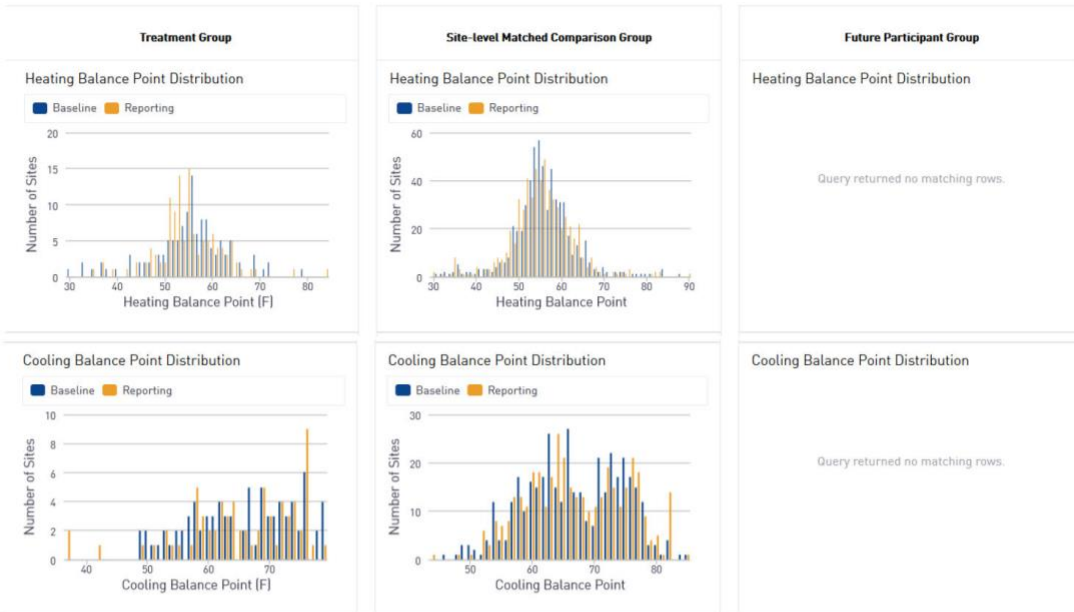 Treatment Group
Site-level Matched Comparison Group
Future Participant Group
Heating Balance Point Distribution
Baseline Reporting
20
15
10
5
0
Number of Sites
30 40 50 60 70 80
Heating Balance Point (F)
Heating Balance Point Distribution
Baseline Reporting
60
40
20
0
Number of Sites
30 40 50 60 70 80 90
Heating Balance Point
Heating Balance Point Distribution
Query returned no matching rows.
Cooling Balance Point Distribution
Baseline Reporting
10
8
6
4
2
0
Number of Sites
40 50 60 70
Cooling Balance Point (F)
Cooling Balance Point Distribution
Baseline Reporting
30
20
10
0
Number of Sites
50 60 70 80
Cooling Balance Point
Cooling Balance Point Distribution
Query returned no matching rows.